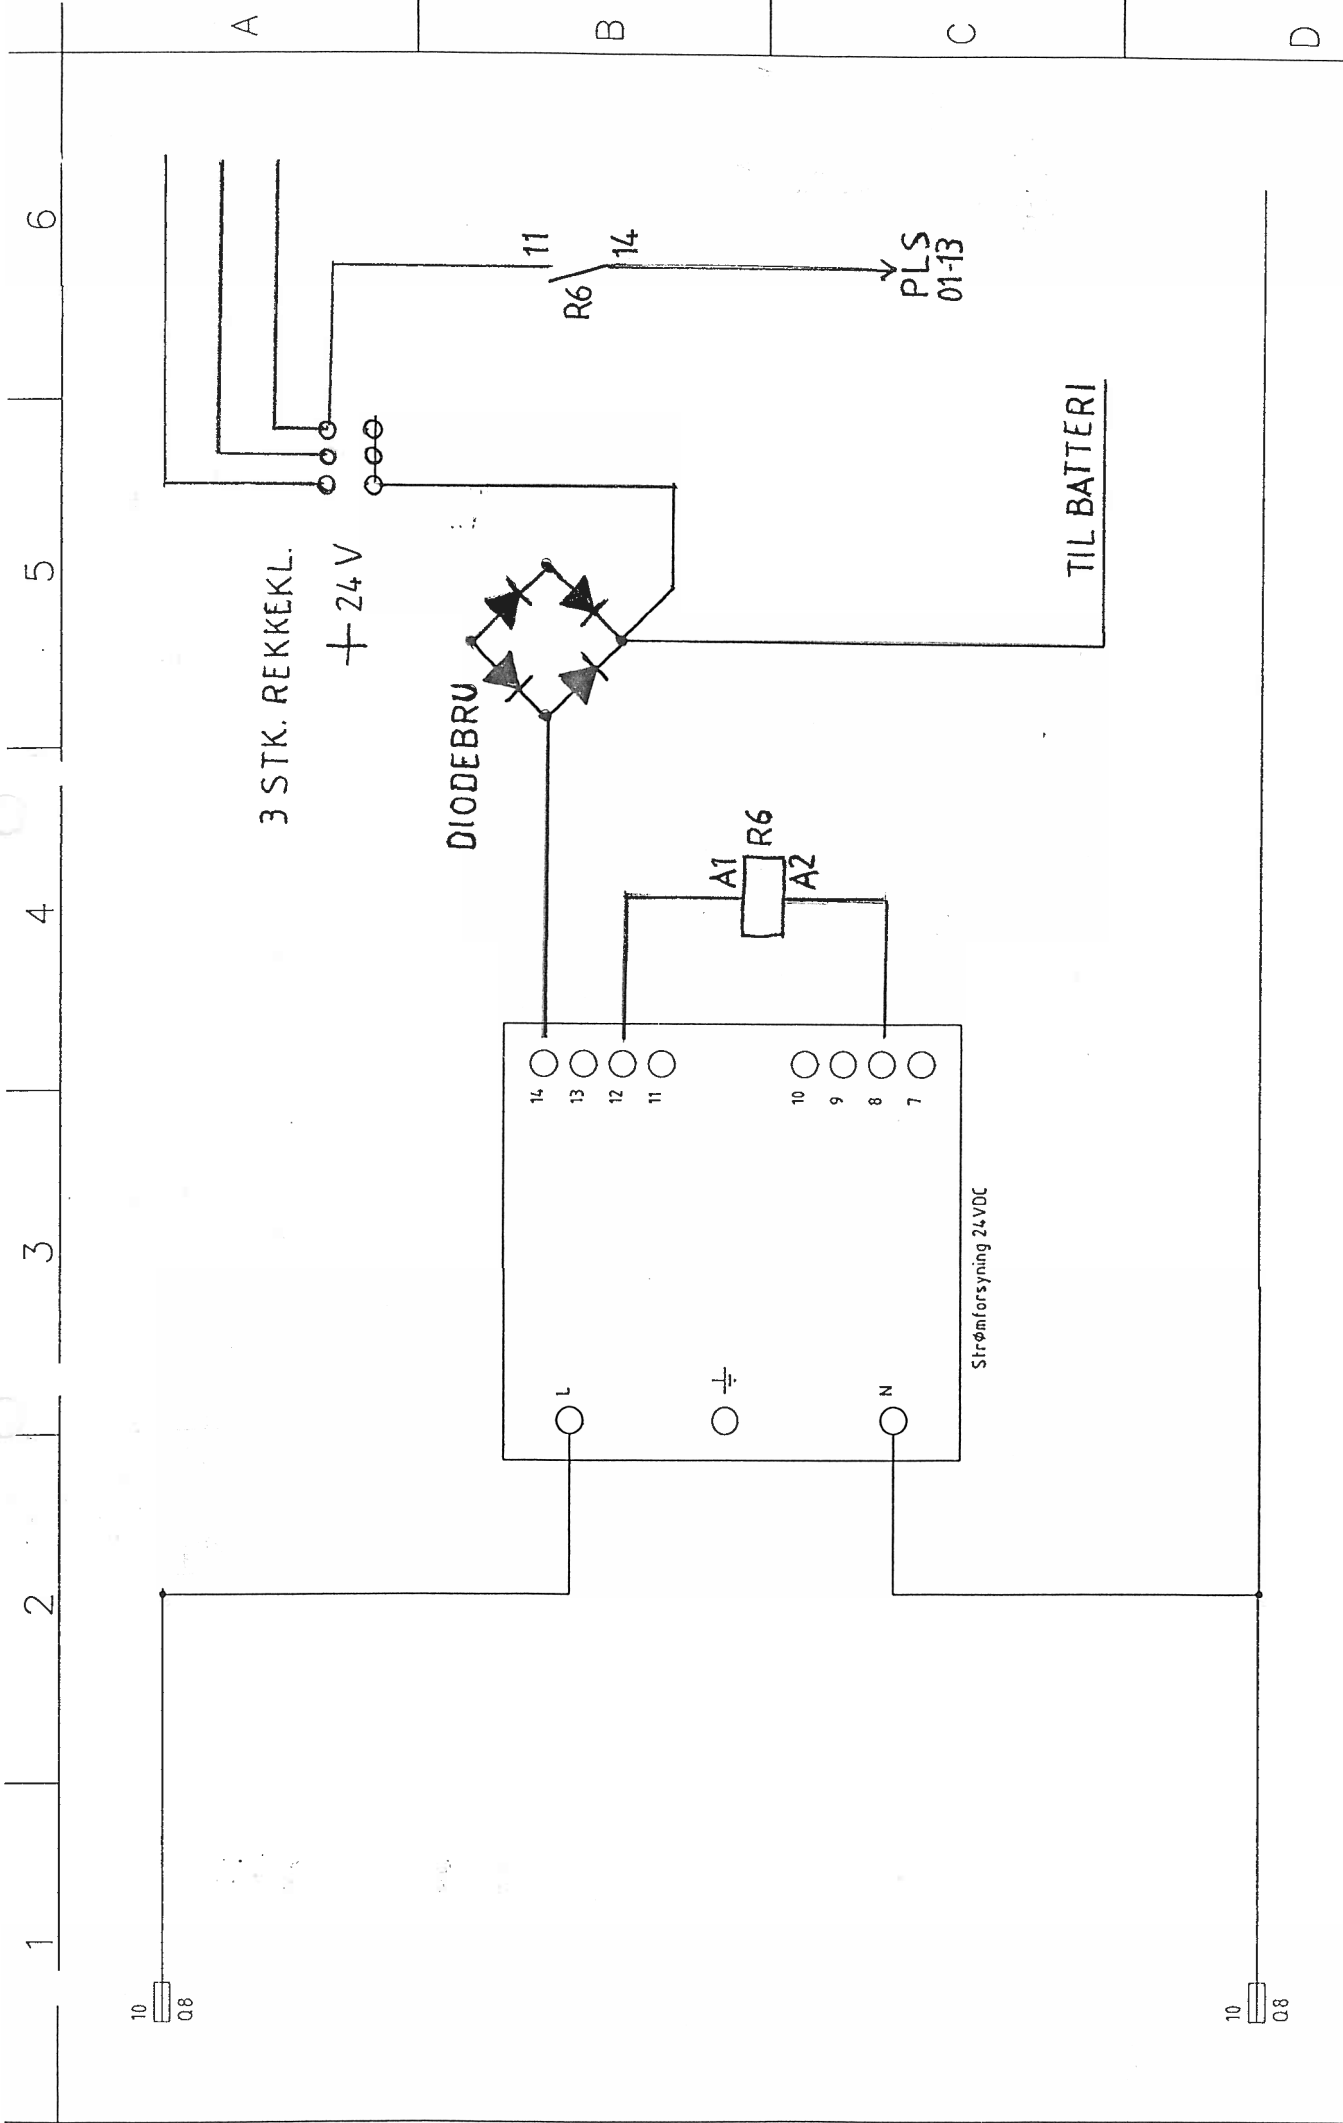 1
2
3
4
5
6
A
B
C
D
3 STK. REKKEKL.
+ 24 V
DIODEBRU
11
R6
14
PLS
01-13
TIL BATTERI
A1
R6
A2
14
13
12
11
10
9
8
7
L
N
Strømforsyning 24VDC
10
Q8
10
Q8